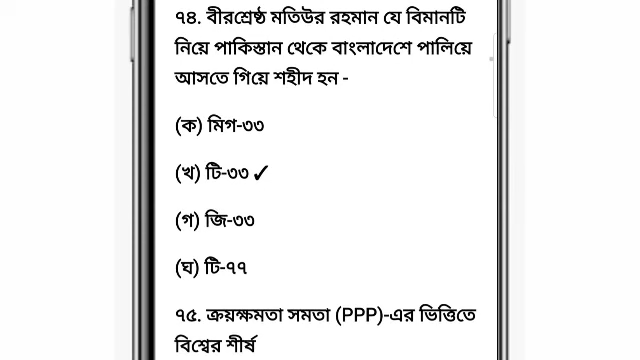 ৭৪. বীরশ্রেষ্ঠ মতিউর রহমান যে বিমানটি
নিয়ে পাকিস্তান থেকে বাংলাদেশে পালিয়ে
আসতে গিয়ে শহীদ হন -
(ক) মিগ-৩৩
(খ) টি-৩৩ ✓
(গ) জি-৩৩
(ঘ) টি-৭৭
৭৫. ক্রয়ক্ষমতা সমতা (PPP)-এর ভিত্তিতে
বিশ্বের শীর্ষ